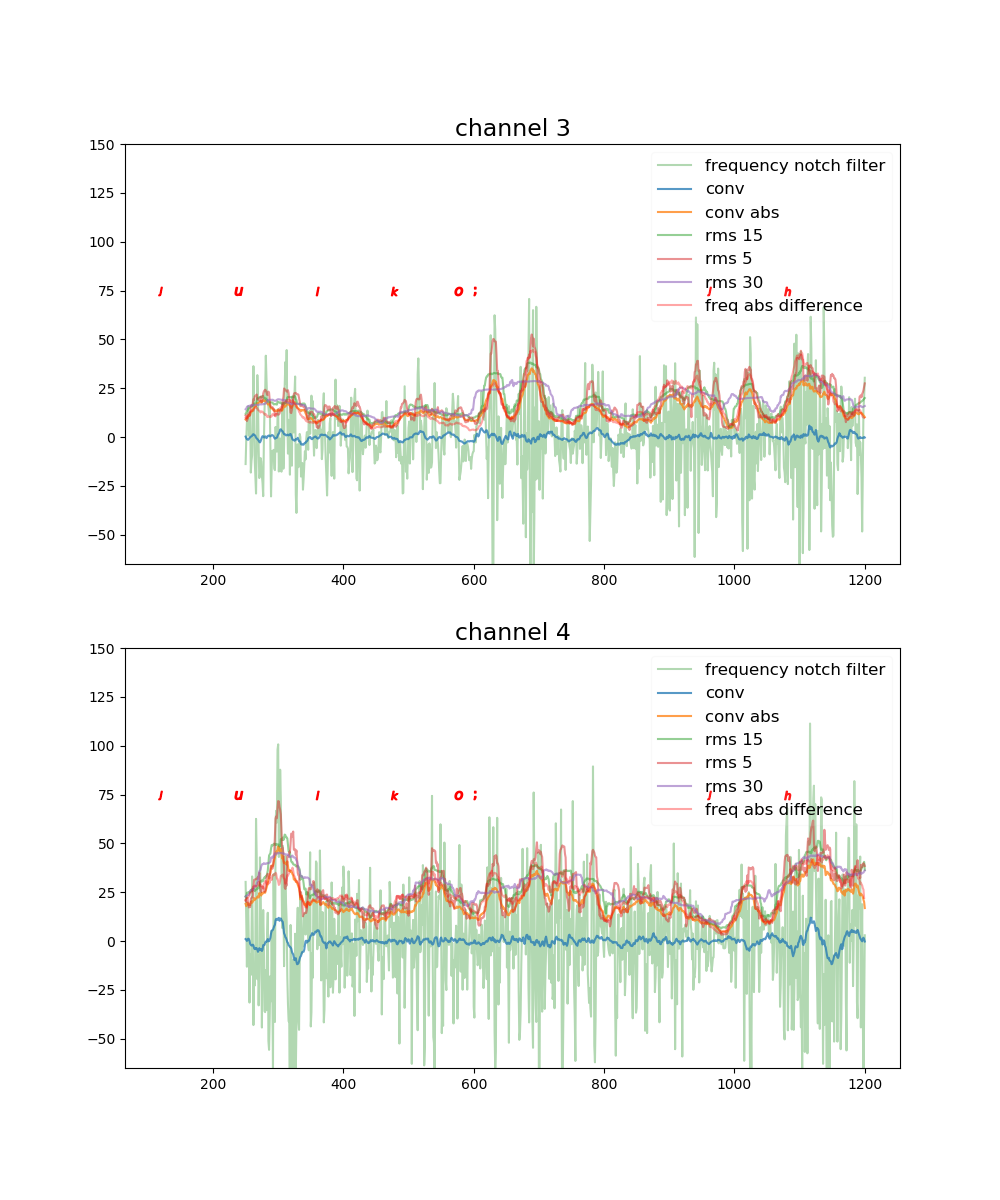 channel 3
150
125
100
75
50
25
0
−25
−50
frequency notch filter
conv
conv abs
rms 15
rms 5
rms 30
freq abs difference
J u l k o ; J h
200 400 600 800 1000 1200
channel 4
150
125
100
75
50
25
0
−25
−50
frequency notch filter
conv
conv abs
rms 15
rms 5
rms 30
freq abs difference
J u l k o ; J h
200 400 600 800 1000 1200